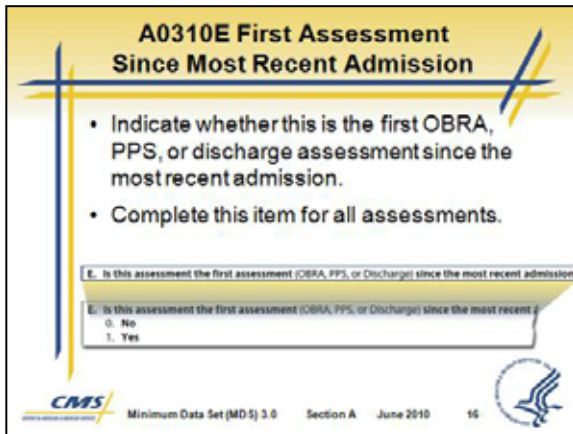 A0310E First Assessment
Since Most Recent Admission
• Indicate whether this is the first OBRA,
PPS, or discharge assessment since the
most recent admission.
• Complete this item for all assessments.
E. Is this assessment the first assessment (OBRA, PPS, or Discharge) since the most recent admission
E. Is this assessment the first assessment (OBRA, PPS, or Discharge) since the most recent
0. No
1. Yes
CMS
Minimum Data Set (MDS) 3.0 Section A June 2010 16